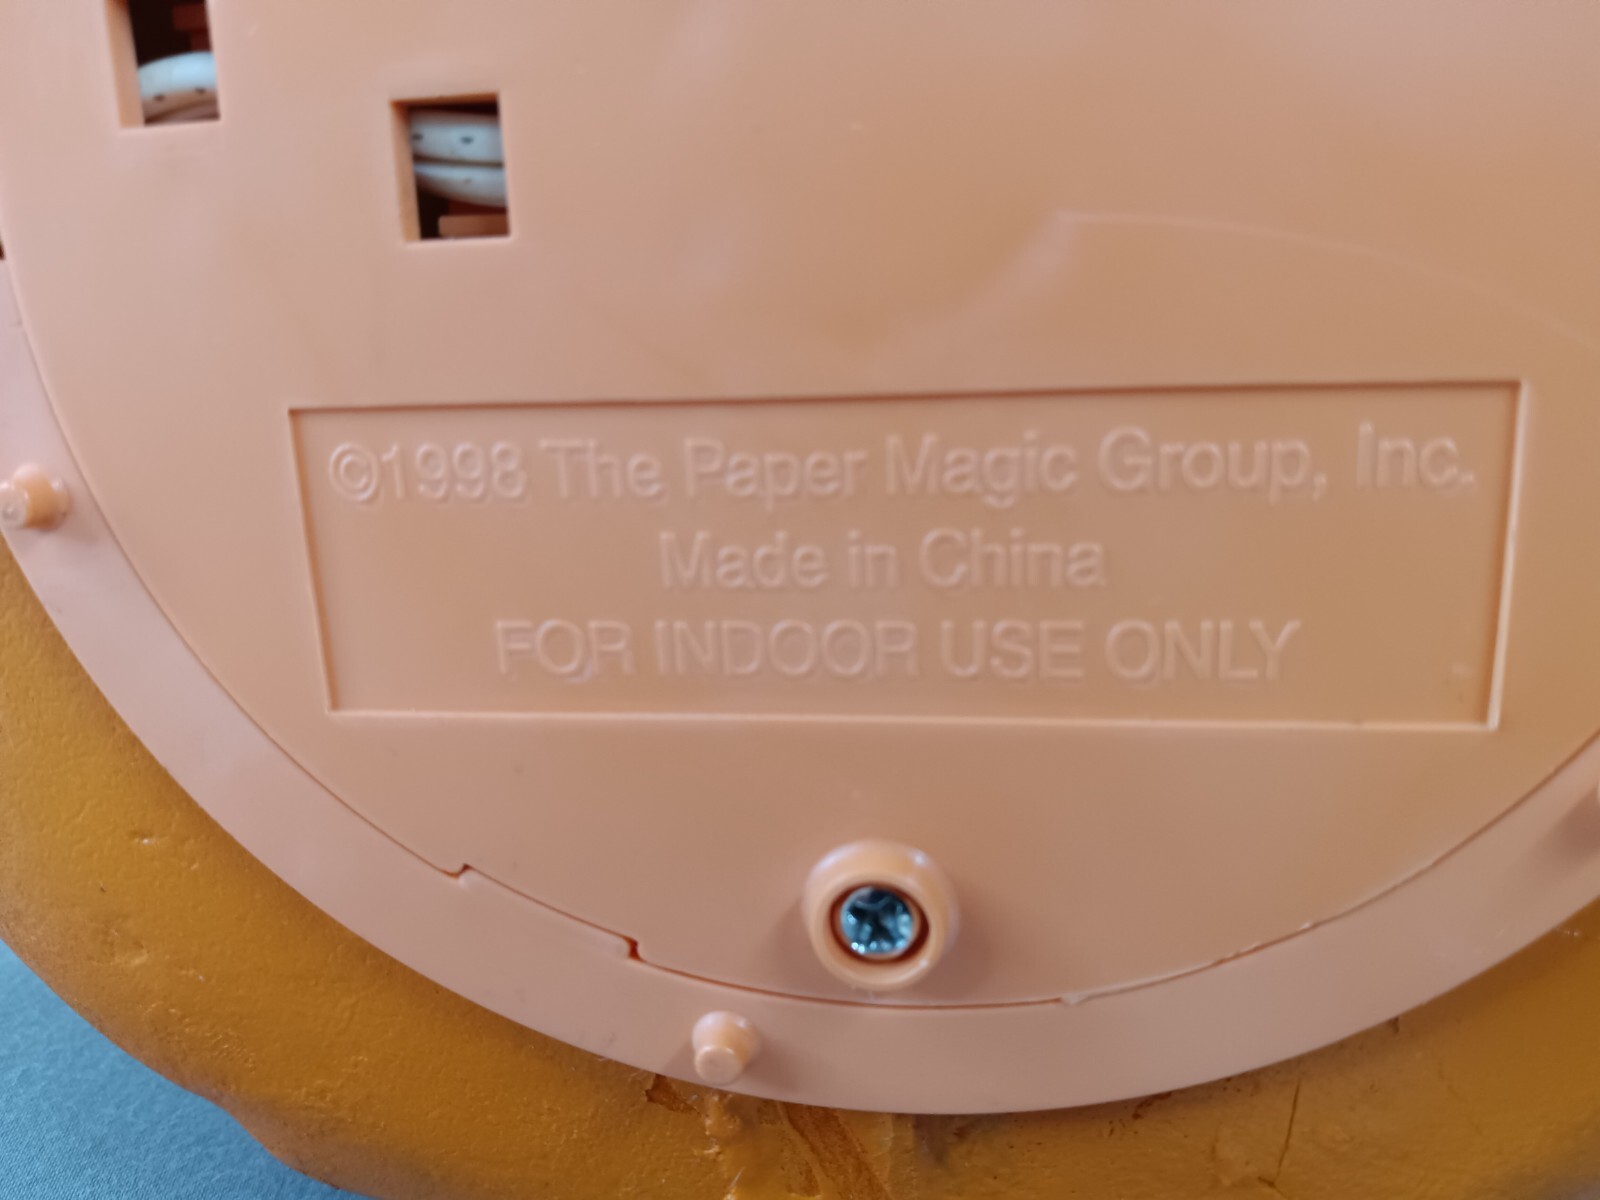 ©1998 The Paper Magic Group, Inc.
Made in China
FOR INDOOR USE ONLY